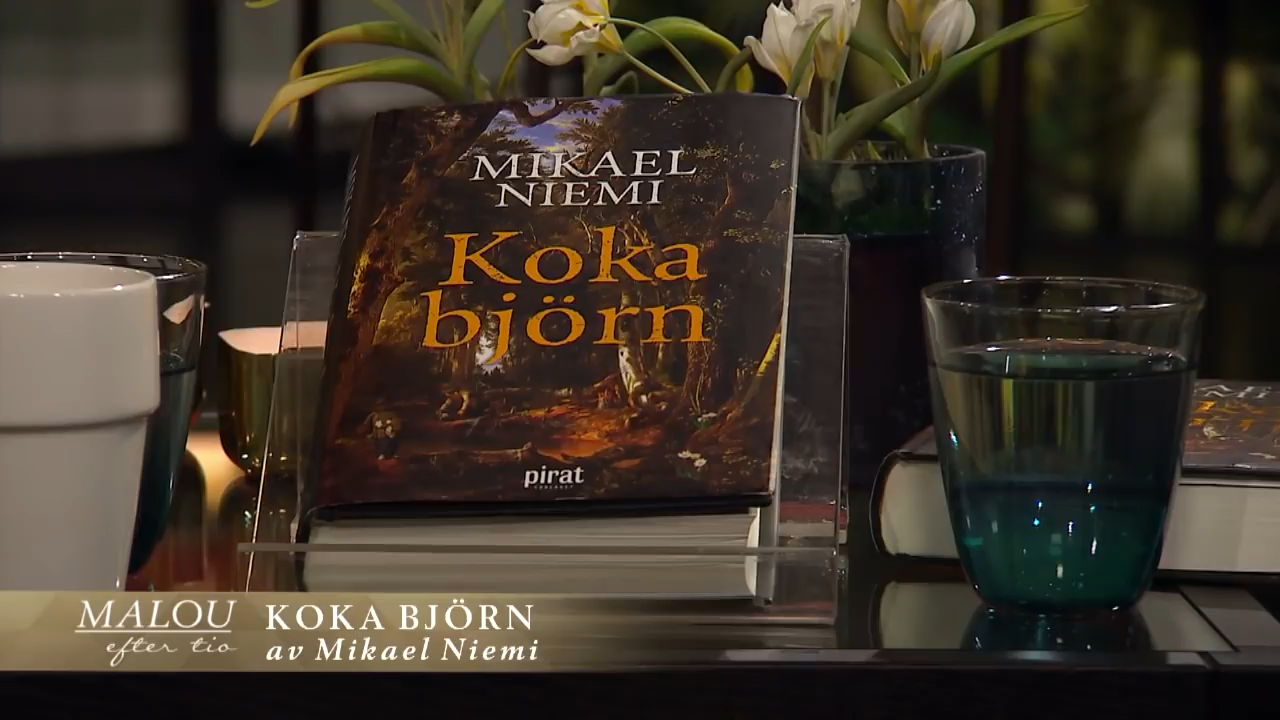 MIKAEL
NIEMI
Koka
björn
pirat
MALOU
efter tio
KOKA BJÖRN
av Mikael Niemi